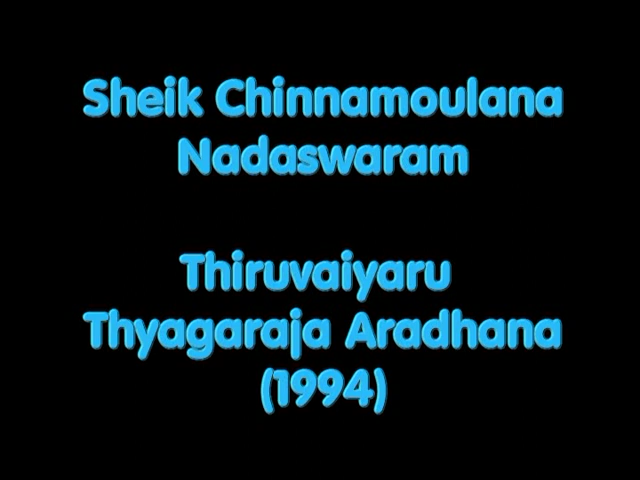 Sheik Chinnamoulana
Nadaswaram
Thiruvaiyaru
Thyagaraja Aradhana
(1994)